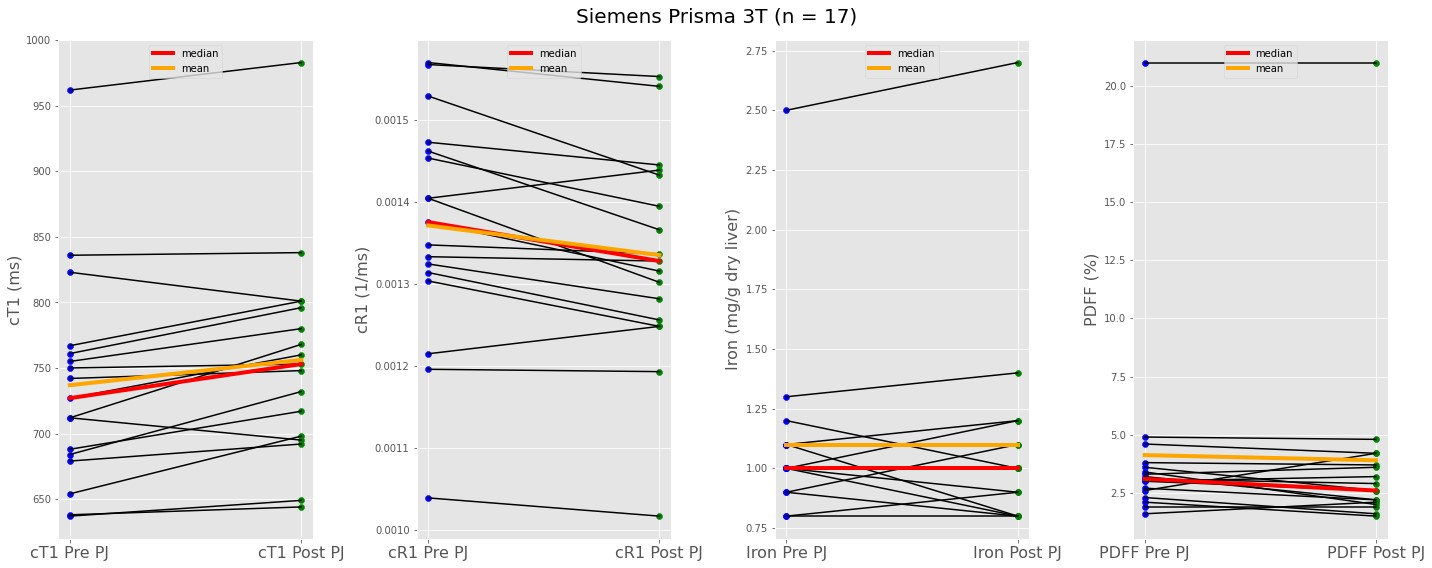 Siemens Prisma 3T (n = 17)
cT1 (ms)
1000
950
900
850
800
750
700
650
median
mean
cT1 Pre PJ
cT1 Post PJ
cR1 (1/ms)
0.0015
0.0014
0.0013
0.0012
0.0011
0.0010
median
mean
cR1 Pre PJ
cR1 Post PJ
Iron (mg/g dry liver)
2.75
2.50
2.25
2.00
1.75
1.50
1.25
1.00
0.75
median
mean
Iron Pre PJ
Iron Post PJ
PDFF (%)
20.0
17.5
15.0
12.5
10.0
7.5
5.0
2.5
median
mean
PDFF Pre PJ
PDFF Post PJ